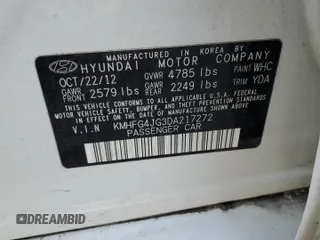 MANUFACTURED IN KOREA BY
HYUNDAI MOTOR COMPANY
OCT/22/12 GVWR 4785 lbs PAINT WHC
GAWR FRONT 2579 lbs GAWR REAR 2249 lbs TRIM YDA
THIS VEHICLE CONFORMS TO ALL APPLICABLE U.S.A. FEDERAL
MOTOR VEHICLE SAFETY, BUMPER, AND THEFT PREVENTION STANDARDS
IN EFFECT ON THE DATE OF MANUFACTURE SHOWN ABOVE.
V.I.N KMHFG4JG3DA217272
PASSENGER CAR
DREAMBID